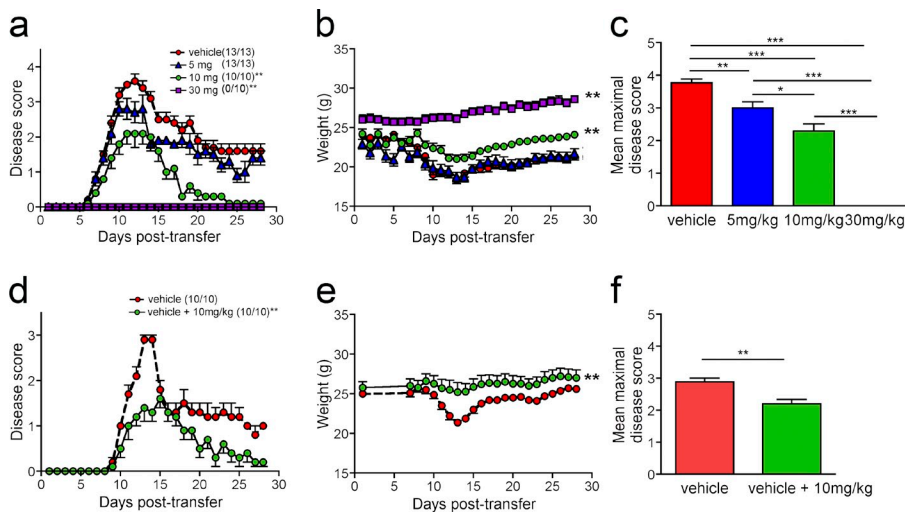 a
vehicle (13/13)
5 mg (13/13)
10 mg (10/10)**
30 mg (0/10)**
Disease score
4
2
0
0 5 10 15 20 25 30
Days post-transfer
b
Weight (g)
35
30
25
20
15
**
**
0 5 10 15 20 25 30
Days post-transfer
c
Mean maximal
disease score
5
4
3
2
1
0
***
***
** ***
*
***
vehicle 5mg/kg 10mg/kg 30mg/kg
d
vehicle (10/10)
vehicle + 10mg/kg (10/10)**
Disease score
3
2
1
0
0 5 10 15 20 25 30
Days post-transfer
e
Weight (g)
35
30
25
20
15
**
0 5 10 15 20 25 30
Days post-transfer
f
Mean maximal
disease score
5
4
3
2
1
0
**
vehicle vehicle + 10mg/kg